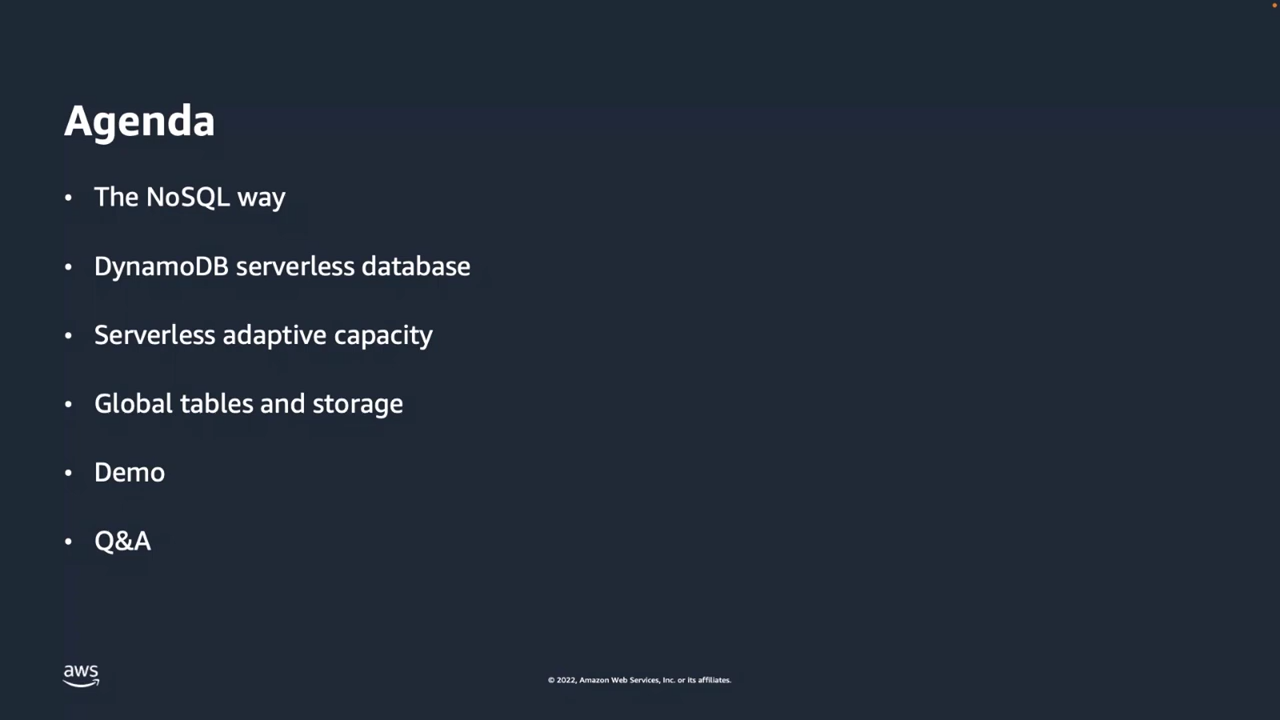 Agenda
• The NoSQL way
• DynamoDB serverless database
• Serverless adaptive capacity
• Global tables and storage
• Demo
• Q&A
aws
© 2022, Amazon Web Services, Inc. or its affiliates.